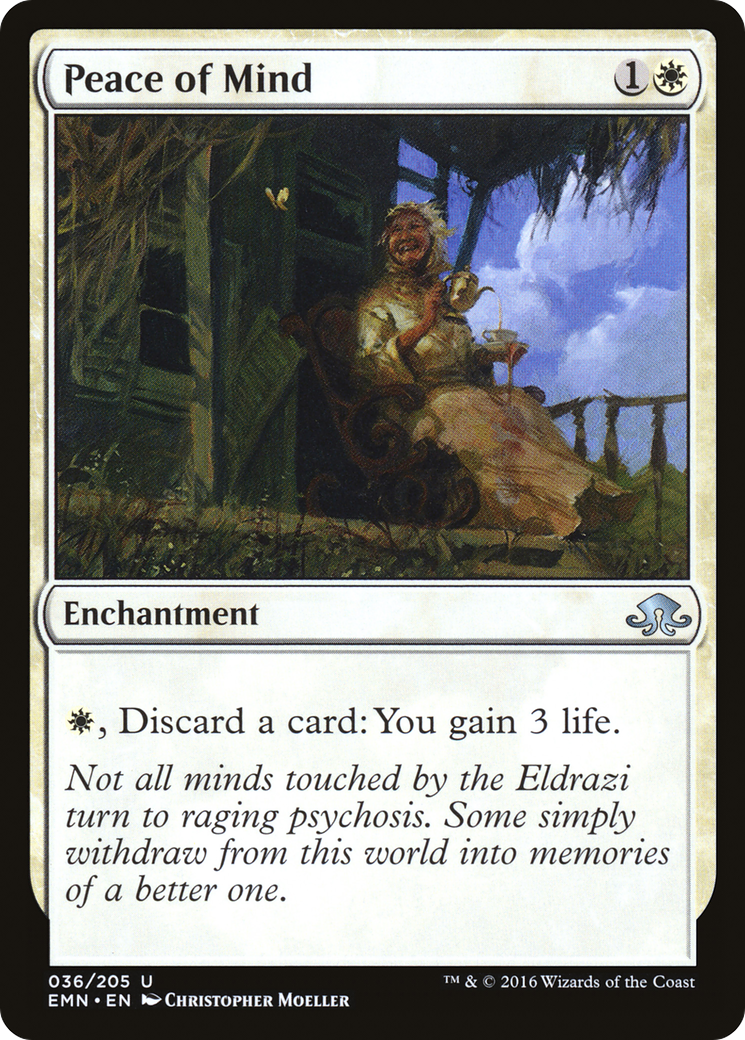 Peace of Mind 1
Enchantment
, Discard a card: You gain 3 life.
Not all minds touched by the Eldrazi
turn to raging psychosis. Some simply
withdraw from this world into memories
of a better one.
036/205 U
™ & © 2016 Wizards of the Coast
EMN • EN Christopher Moeller